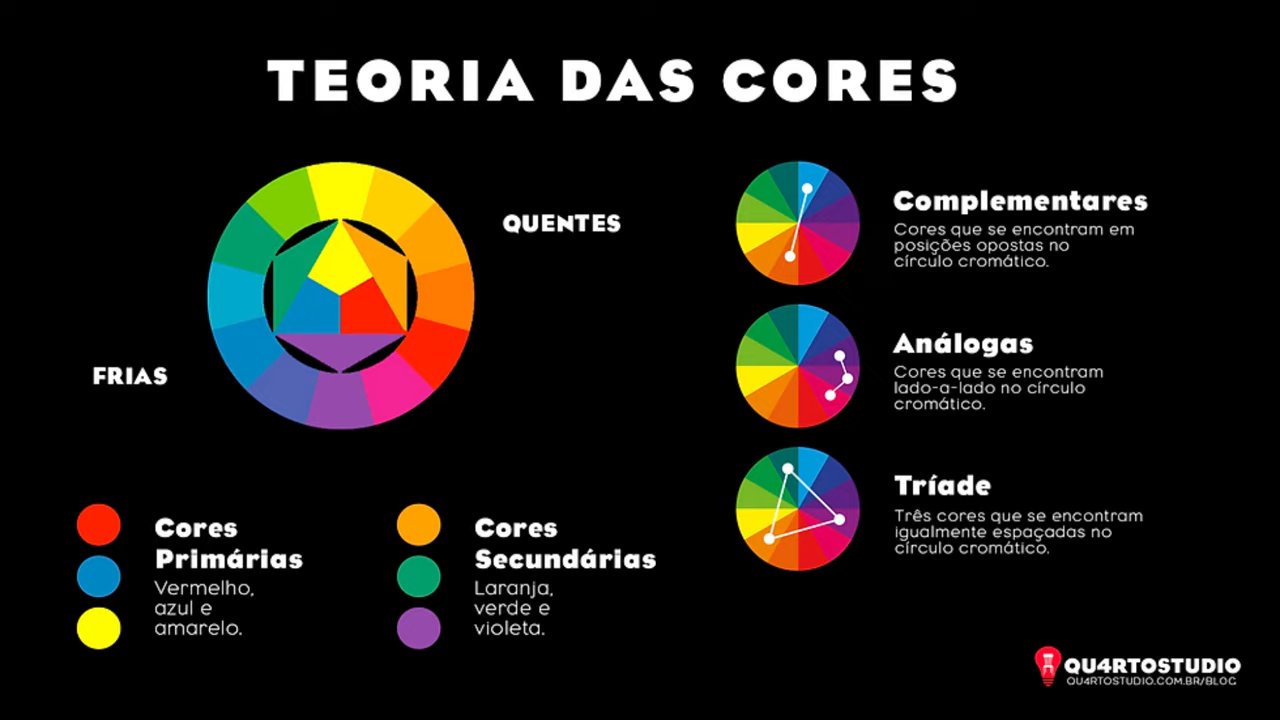 TEORIA DAS CORES
QUENTES
FRIAS
Cores
Primárias
Vermelho,
azul e
amarelo.
Cores
Secundárias
Laranja,
verde e
violeta.
Complementares
Cores que se encontram em
posições opostas no
círculo cromático.
Análogas
Cores que se encontram
lado-a-lado no círculo
cromático.
Tríade
Três cores que se encontram
igualmente espaçadas no
círculo cromático.
QU4RTOSTUDIO
QU4RTOSTUDIO.COM.BR/BLOG